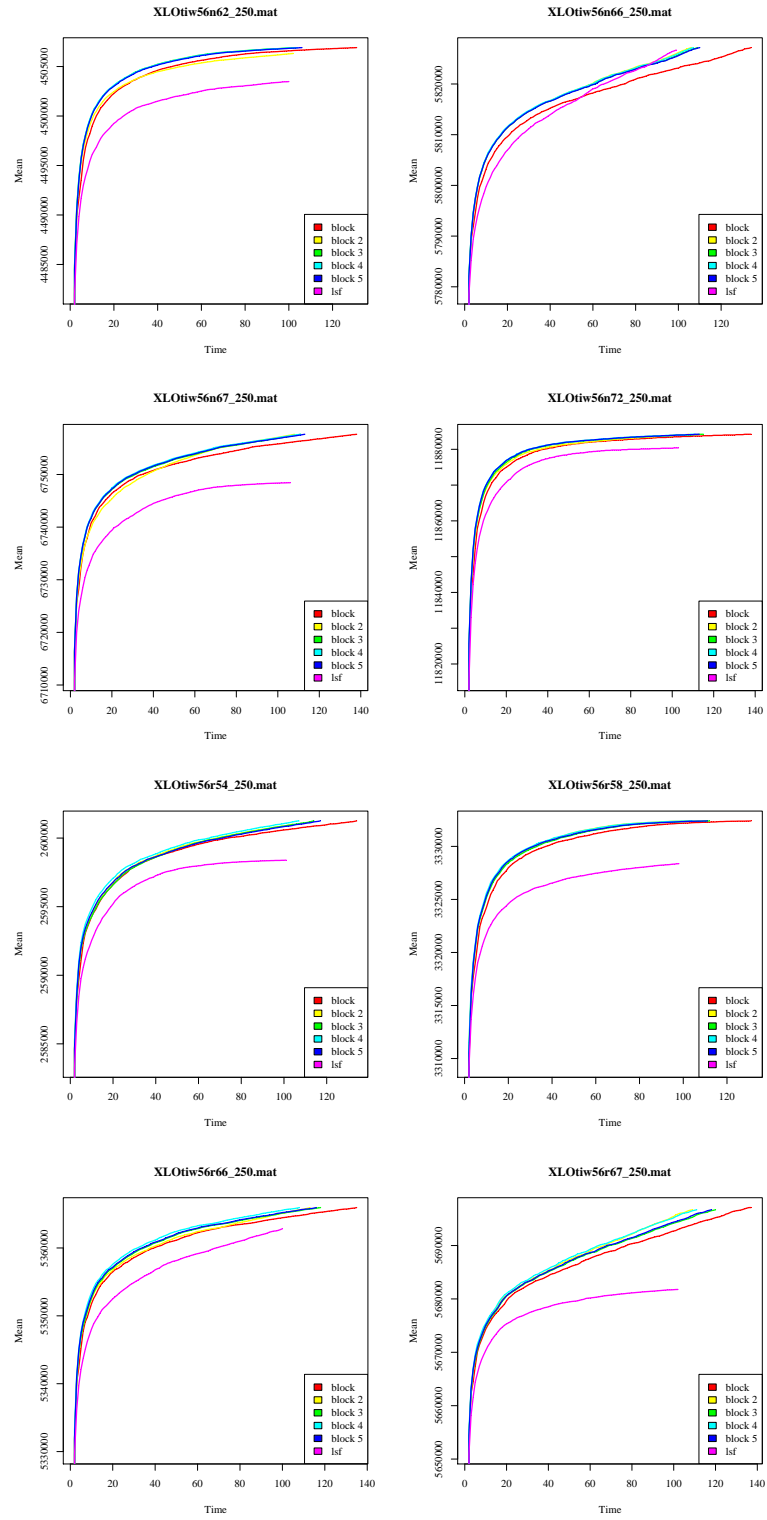 XLOtiw56n62_250.mat
Mean
4485000 4490000 4495000 4500000 4505000
0 20 40 60 80 100 120
Time
block
block 2
block 3
block 4
block 5
lsf
XLOtiw56n66_250.mat
Mean
5780000 5790000 5800000 5810000 5820000
0 20 40 60 80 100 120
Time
block
block 2
block 3
block 4
block 5
lsf
XLOtiw56n67_250.mat
Mean
6710000 6720000 6730000 6740000 6750000
0 20 40 60 80 100 120 140
Time
block
block 2
block 3
block 4
block 5
lsf
XLOtiw56n72_250.mat
Mean
11820000 11840000 11860000 11880000
0 20 40 60 80 100 120 140
Time
block
block 2
block 3
block 4
block 5
lsf
XLOtiw56r54_250.mat
Mean
2585000 2590000 2595000 2600000
0 20 40 60 80 100 120
Time
block
block 2
block 3
block 4
block 5
lsf
XLOtiw56r58_250.mat
Mean
3310000 3315000 3320000 3325000 3330000
0 20 40 60 80 100 120
Time
block
block 2
block 3
block 4
block 5
lsf
XLOtiw56r66_250.mat
Mean
5330000 5340000 5350000 5360000
0 20 40 60 80 100 120 140
Time
block
block 2
block 3
block 4
block 5
lsf
XLOtiw56r67_250.mat
Mean
5650000 5660000 5670000 5680000 5690000
0 20 40 60 80 100 120 140
Time
block
block 2
block 3
block 4
block 5
lsf